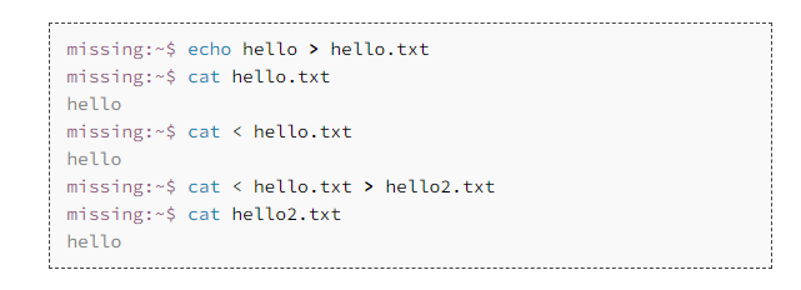 missing:~$ echo hello > hello.txt
missing:~$ cat hello.txt
hello
missing:~$ cat < hello.txt
hello
missing:~$ cat < hello.txt > hello2.txt
missing:~$ cat hello2.txt
hello